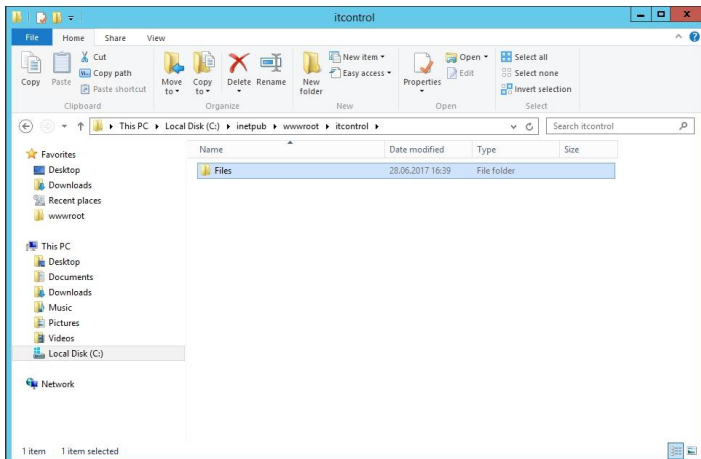 itcontrol
File Home Share View
Copy
Paste
Cut
Copy path
Paste shortcut
Clipboard
Move to
Copy to
Delete
Rename
Organize
New folder
New item
Easy access
New
Properties
Open
Edit
Open
Select all
Select none
Invert selection
Select
This PC Local Disk (C:) inetpub wwwroot itcontrol
Search itcontrol
Favorites
Desktop
Downloads
Recent places
wwwroot
This PC
Desktop
Documents
Downloads
Music
Pictures
Videos
Local Disk (C:)
Network
Name Date modified Type Size
Files 28.06.2017 16:39 File folder
1 item 1 item selected